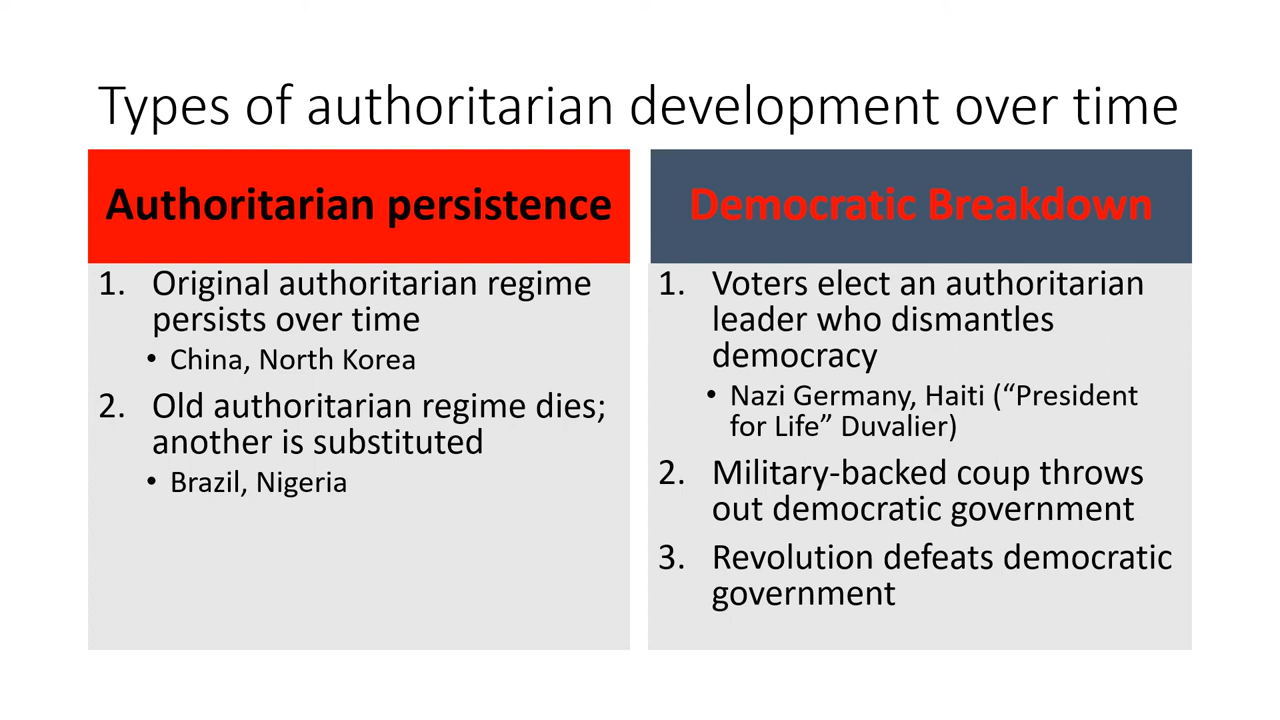 Types of authoritarian development over time
Authoritarian persistence
1. Original authoritarian regime
persists over time
• China, North Korea
2. Old authoritarian regime dies;
another is substituted
• Brazil, Nigeria
Democratic Breakdown
1. Voters elect an authoritarian
leader who dismantles
democracy
• Nazi Germany, Haiti (“President
for Life” Duvalier)
2. Military-backed coup throws
out democratic government
3. Revolution defeats democratic
government